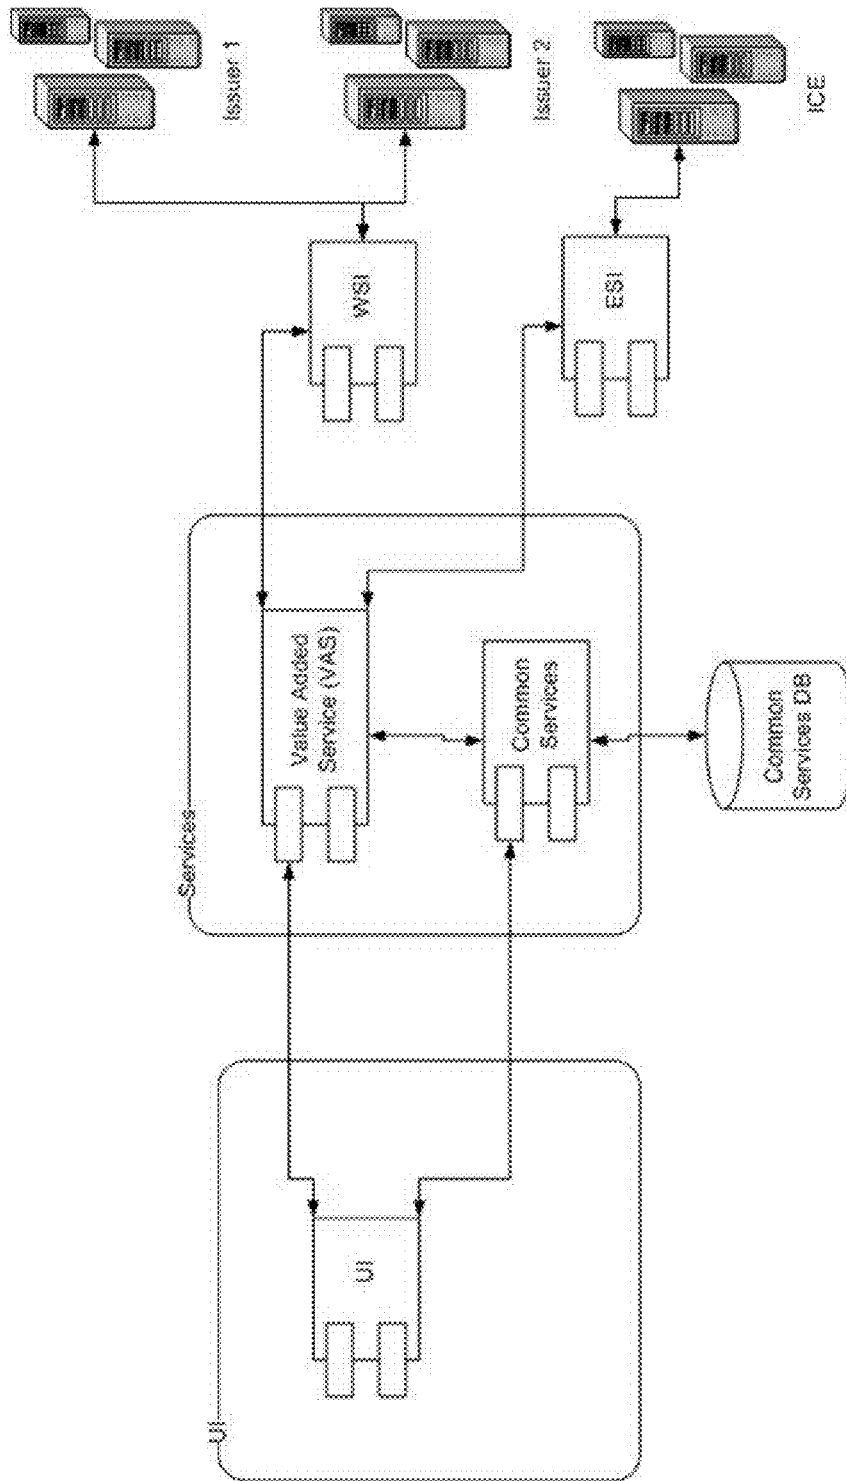 UI
UI
Services
Value Added
Service (VAS)
Common
Services
Common
Services DB
WSI
ESI
Issuer 1
Issuer 2
ICE